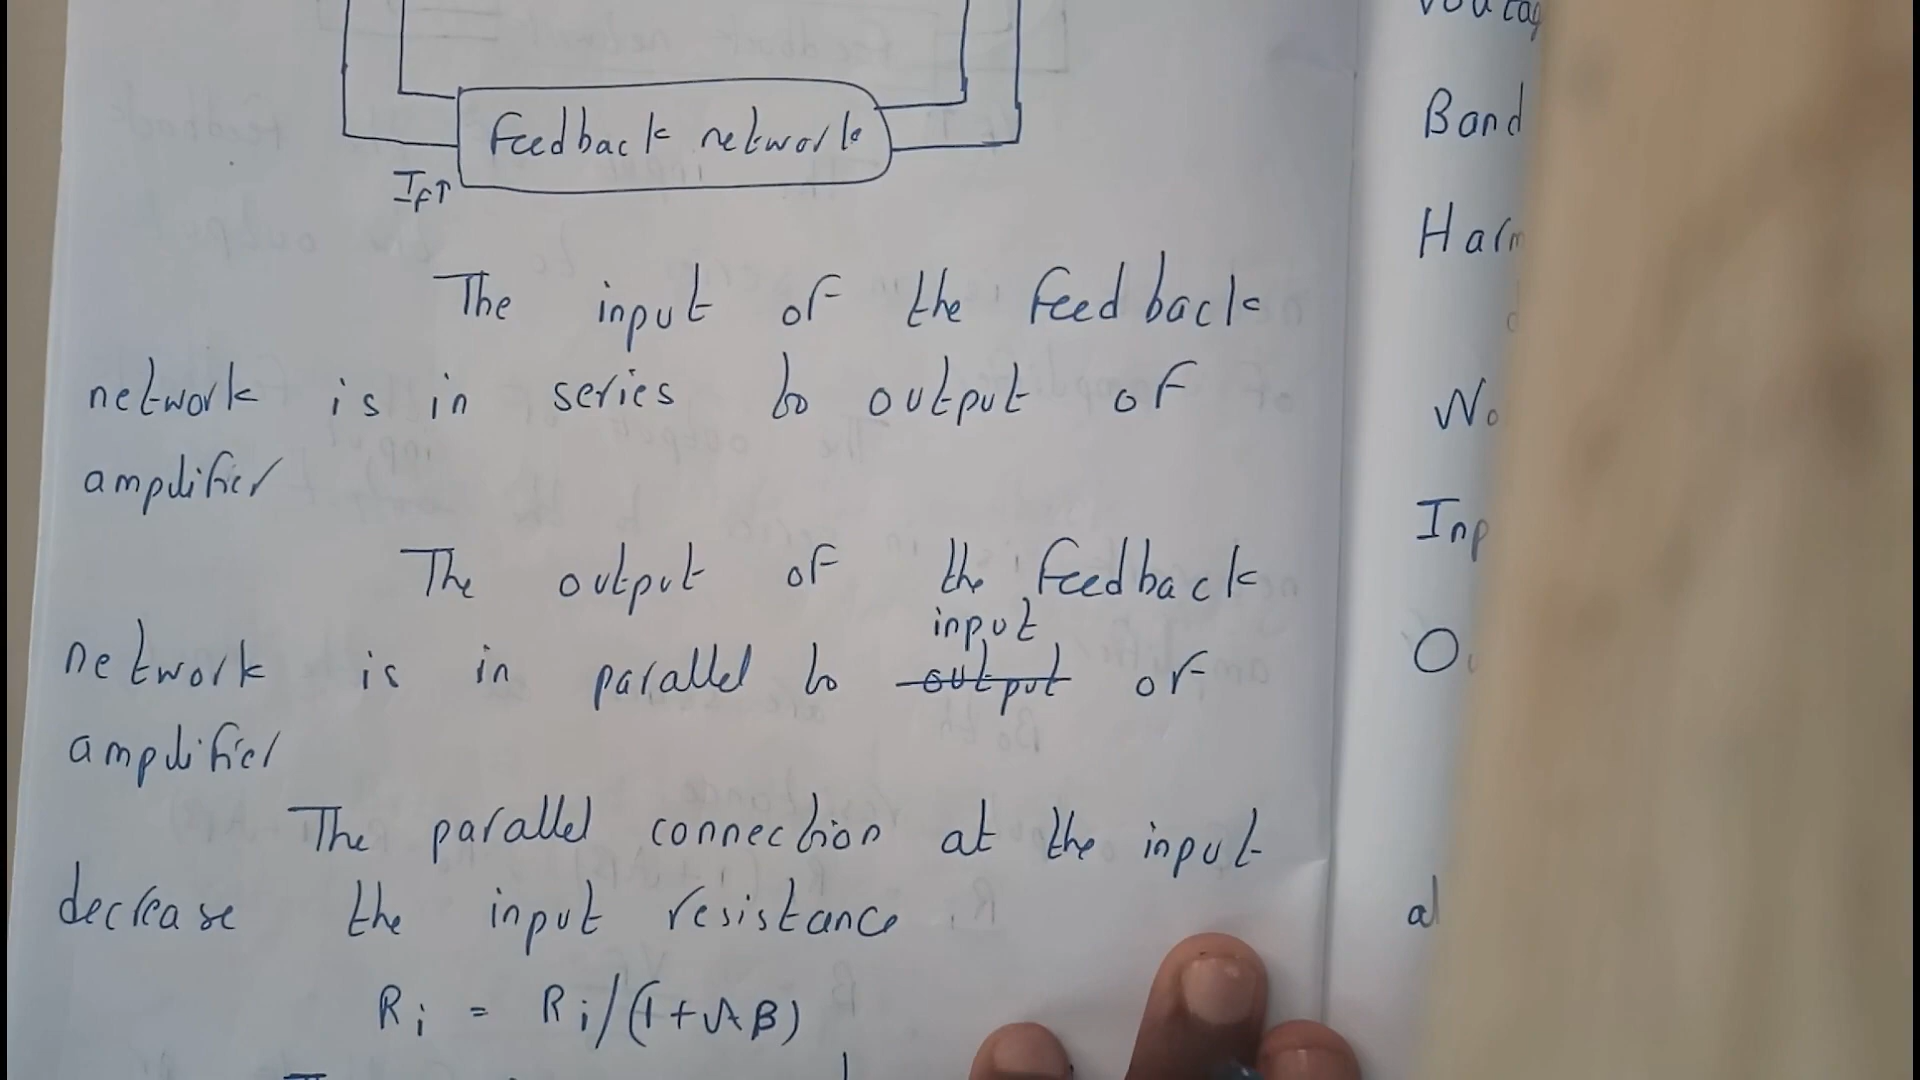 Feedback network
If↑
The input of the feedback
network is in series to output of
amplifier
The output of the feedback
input
network is in parallel to output of
amplifier
The parallel connection at the input
decrease the input resistance
Ri = Ri/(1+AB)
Band